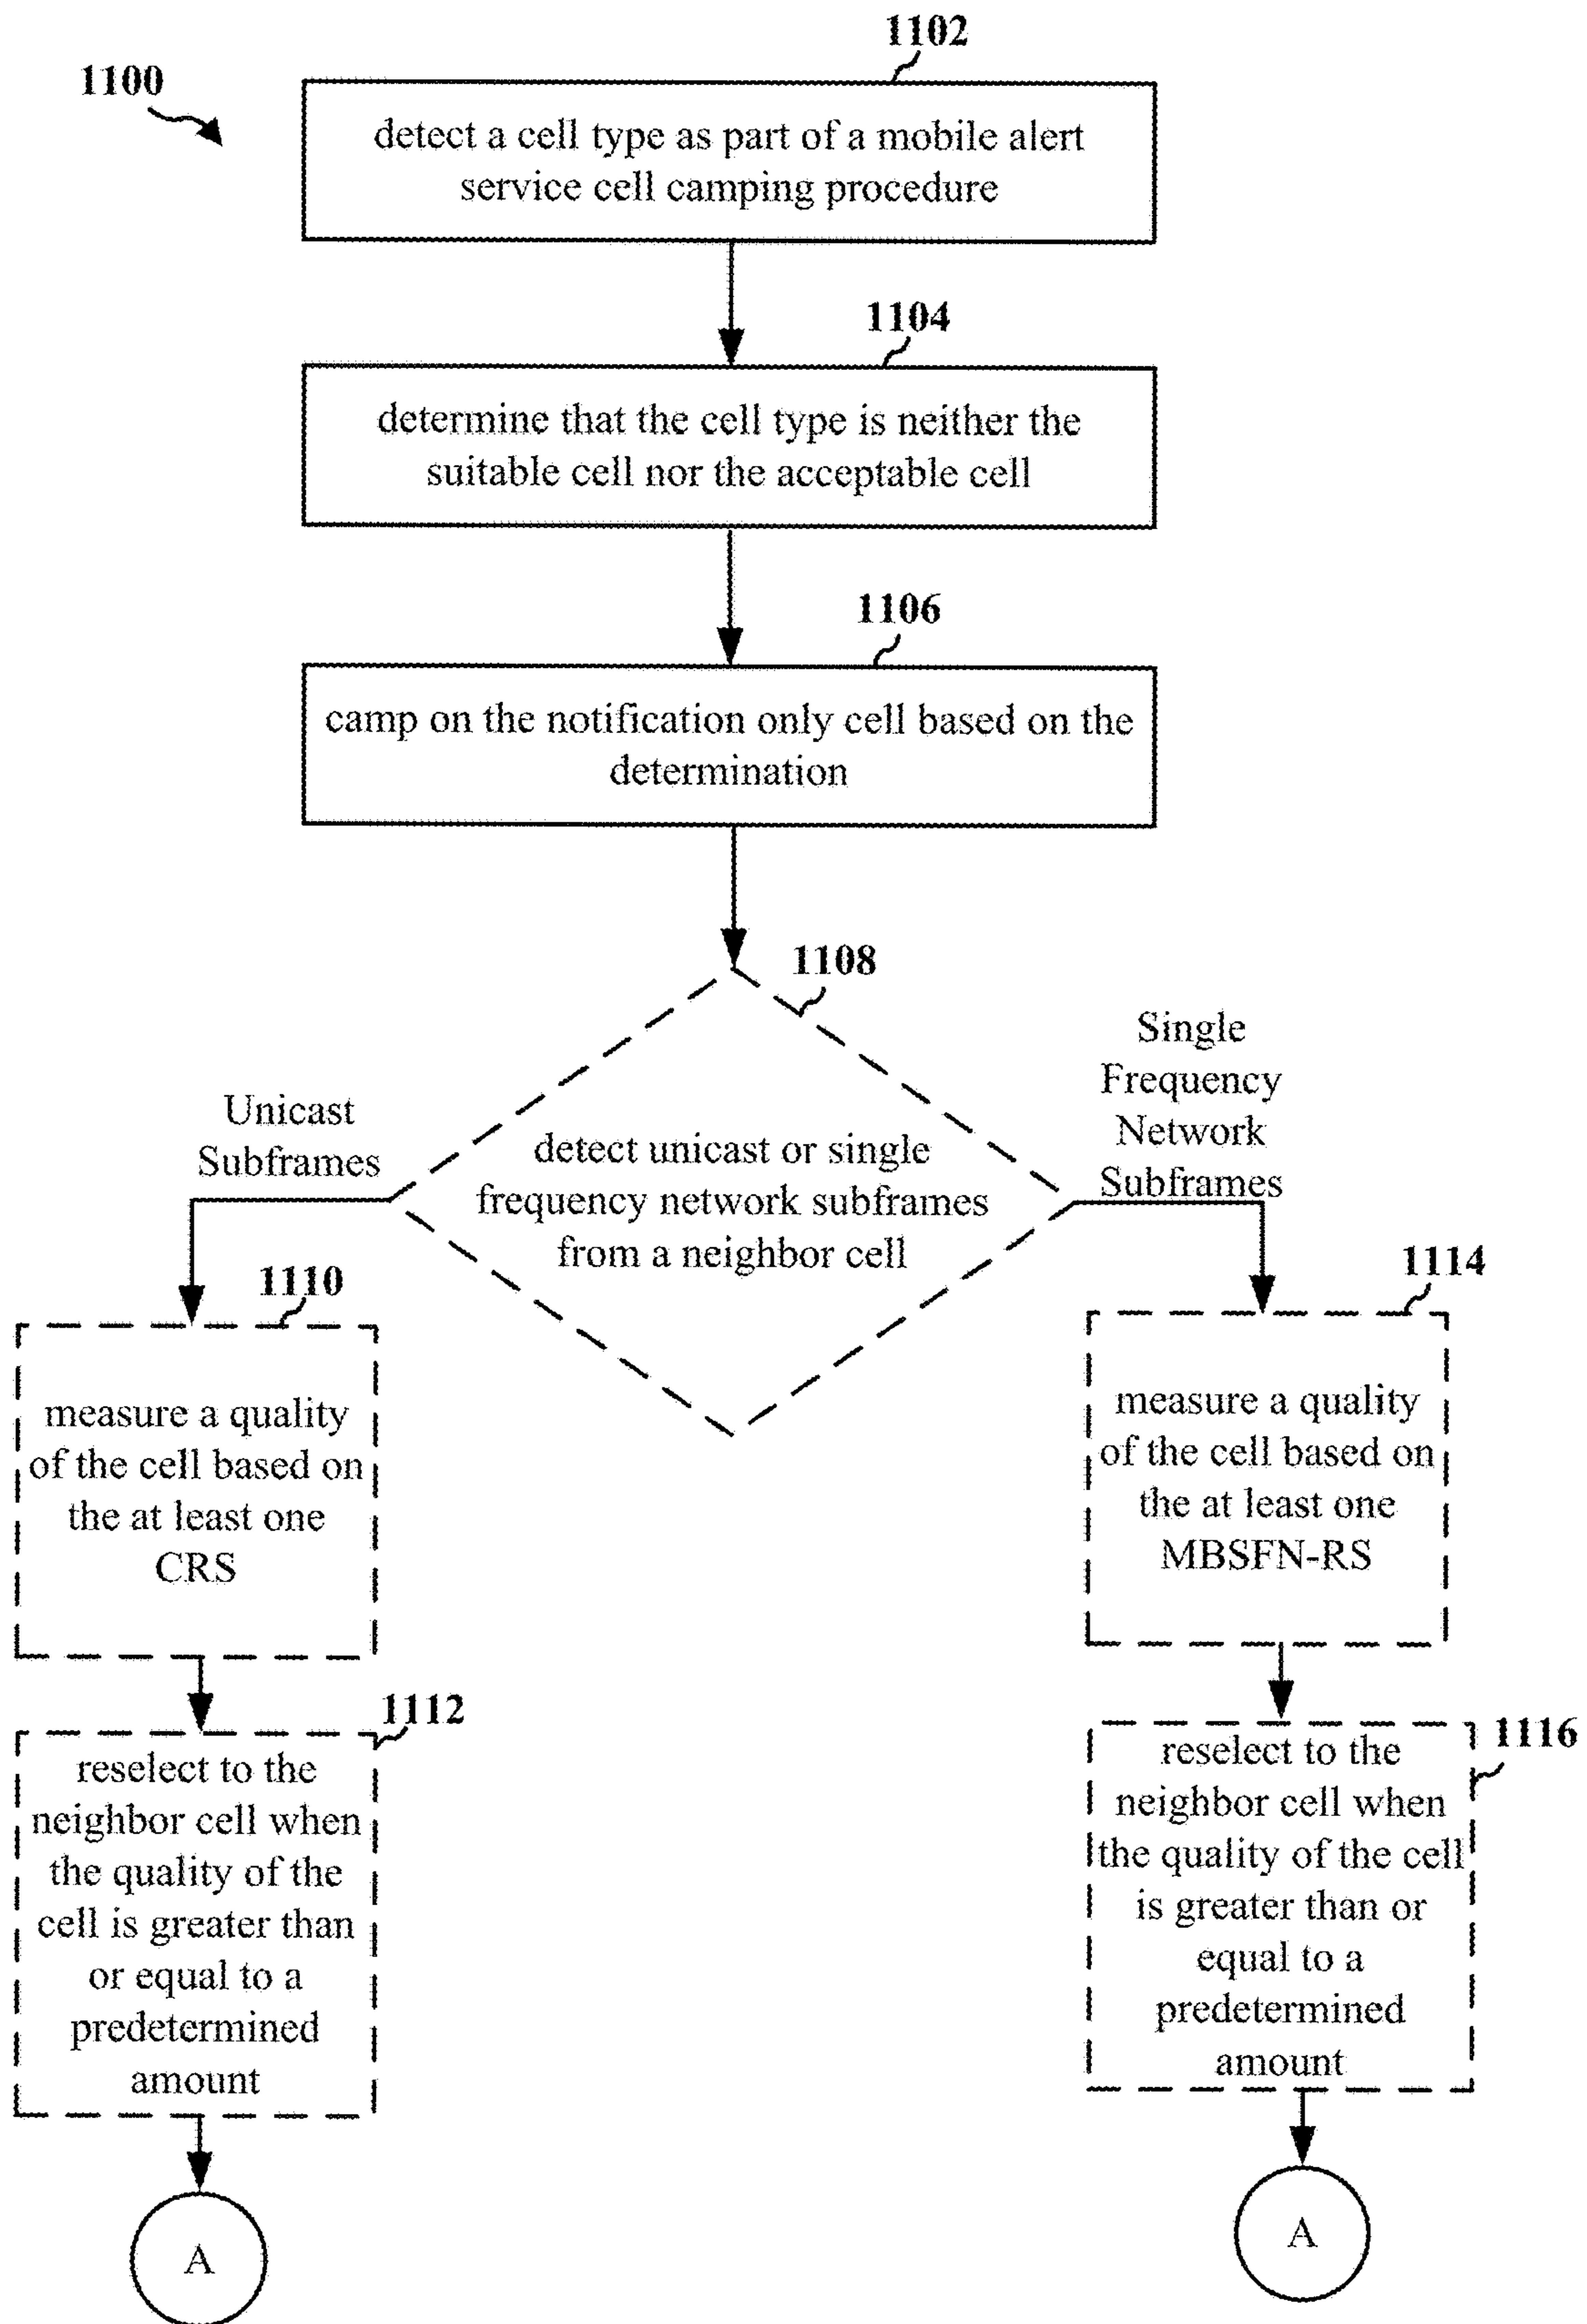 1100
1102
detect a cell type as part of a mobile alert
service cell camping procedure
1104
determine that the cell type is neither the
suitable cell nor the acceptable cell
1106
camp on the notification only cell based on the
determination
1108
detect unicast or single
frequency network subframes
from a neighbor cell
Unicast
Subframes
Single
Frequency
Network
Subframes
1110
measure a quality
of the cell based on
the at least one
CRS
1112
reselect to the
neighbor cell when
the quality of the
cell is greater than
or equal to a
predetermined
amount
A
1114
measure a quality
of the cell based on
the at least one
MBSFN-RS
1116
reselect to the
neighbor cell when
the quality of the cell
is greater than or
equal to a
predetermined
amount
A